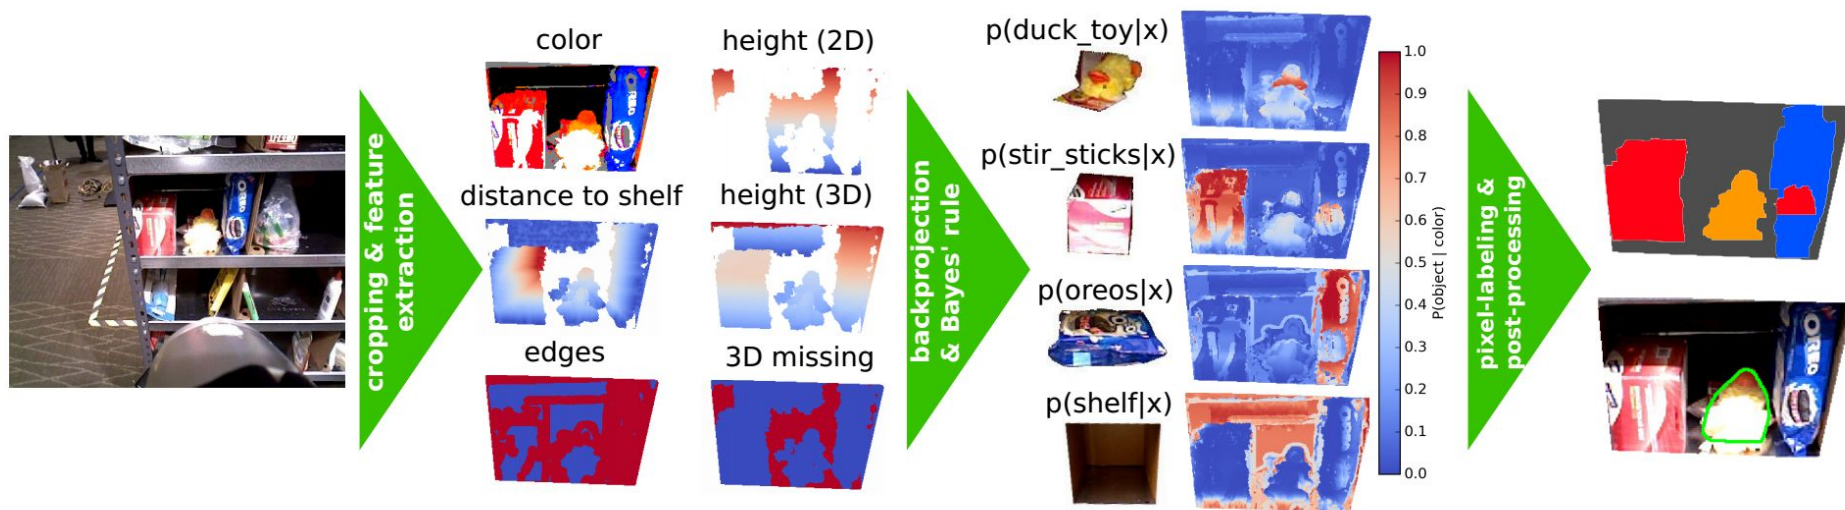 cropping & feature
extraction
color
height (2D)
distance to shelf
height (3D)
edges
3D missing
backprojection
& Bayes' rule
p(duck_toy|x)
p(stir_sticks|x)
p(oreos|x)
p(shelf|x)
1.0
0.9
0.8
0.7
0.6
0.5
0.4
0.3
0.2
0.1
0.0
P(object | color)
pixel-labeling &
post-processing
OREO